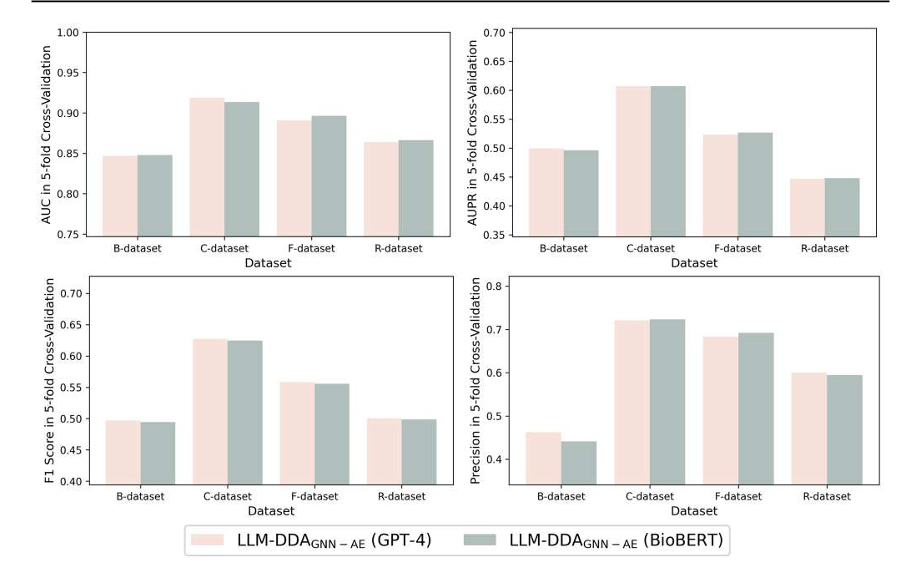 AUC in 5-fold Cross-Validation
1.00
0.95
0.90
0.85
0.80
0.75
B-dataset C-dataset F-dataset R-dataset
Dataset
AUPR in 5-fold Cross-Validation
0.70
0.65
0.60
0.55
0.50
0.45
0.40
0.35
B-dataset C-dataset F-dataset R-dataset
Dataset
F1 Score in 5-fold Cross-Validation
0.70
0.65
0.60
0.55
0.50
0.45
0.40
B-dataset C-dataset F-dataset R-dataset
Dataset
Precision in 5-fold Cross-Validation
0.8
0.7
0.6
0.5
0.4
B-dataset C-dataset F-dataset R-dataset
Dataset
LLM-DDA GNN−AE (GPT-4) LLM-DDA GNN−AE (BioBERT)